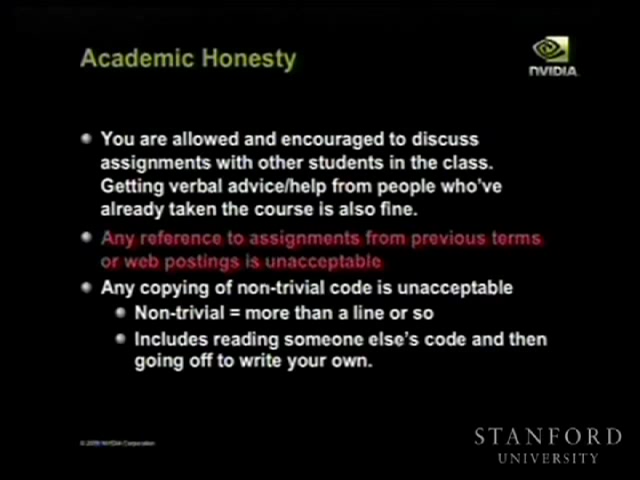 Academic Honesty
NVIDIA
You are allowed and encouraged to discuss
assignments with other students in the class.
Getting verbal advice/help from people who've
already taken the course is also fine.
Any reference to assignments from previous terms
or web postings is unacceptable
Any copying of non-trivial code is unacceptable
Non-trivial = more than a line or so
Includes reading someone else's code and then
going off to write your own.
NVIDIA Corporation
STANFORD
UNIVERSITY